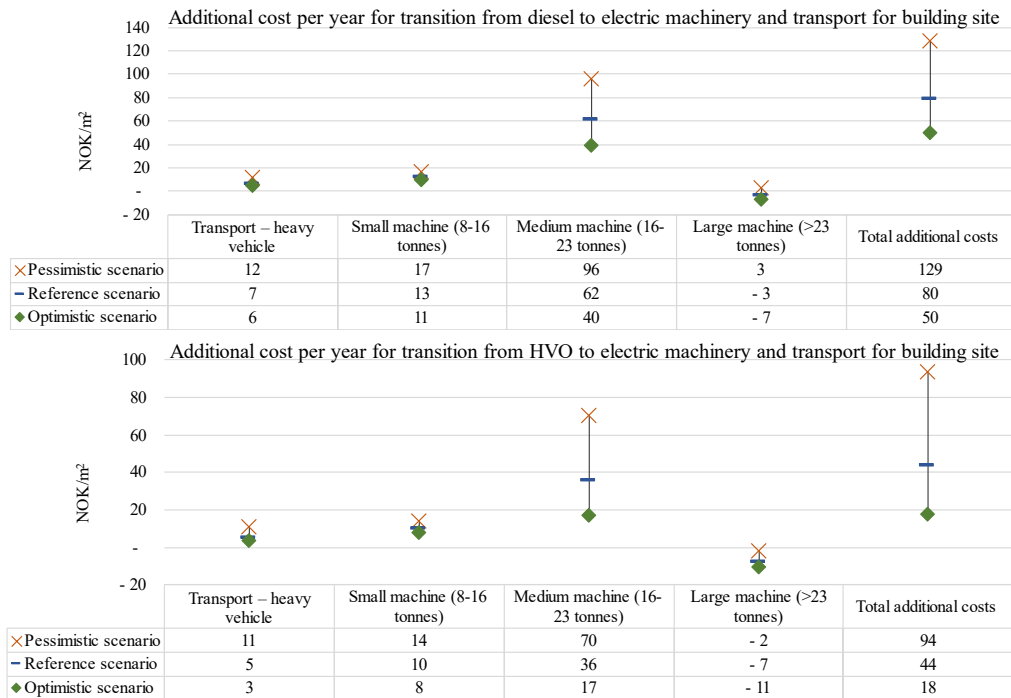 Additional cost per year for transition from diesel to electric machinery and transport for building site
140
120
100
80
60
40
20
-
- 20
NOK/m²
Transport – heavy vehicle
Small machine (8-16 tonnes)
Medium machine (16-23 tonnes)
Large machine (>23 tonnes)
Total additional costs
Pessimistic scenario 12 17 96 3 129
Reference scenario 7 13 62 - 3 80
Optimistic scenario 6 11 40 - 7 50
Additional cost per year for transition from HVO to electric machinery and transport for building site
100
80
60
40
20
-
- 20
NOK/m²
Transport – heavy vehicle
Small machine (8-16 tonnes)
Medium machine (16-23 tonnes)
Large machine (>23 tonnes)
Total additional costs
Pessimistic scenario 11 14 70 - 2 94
Reference scenario 5 10 36 - 7 44
Optimistic scenario 3 8 17 - 11 18